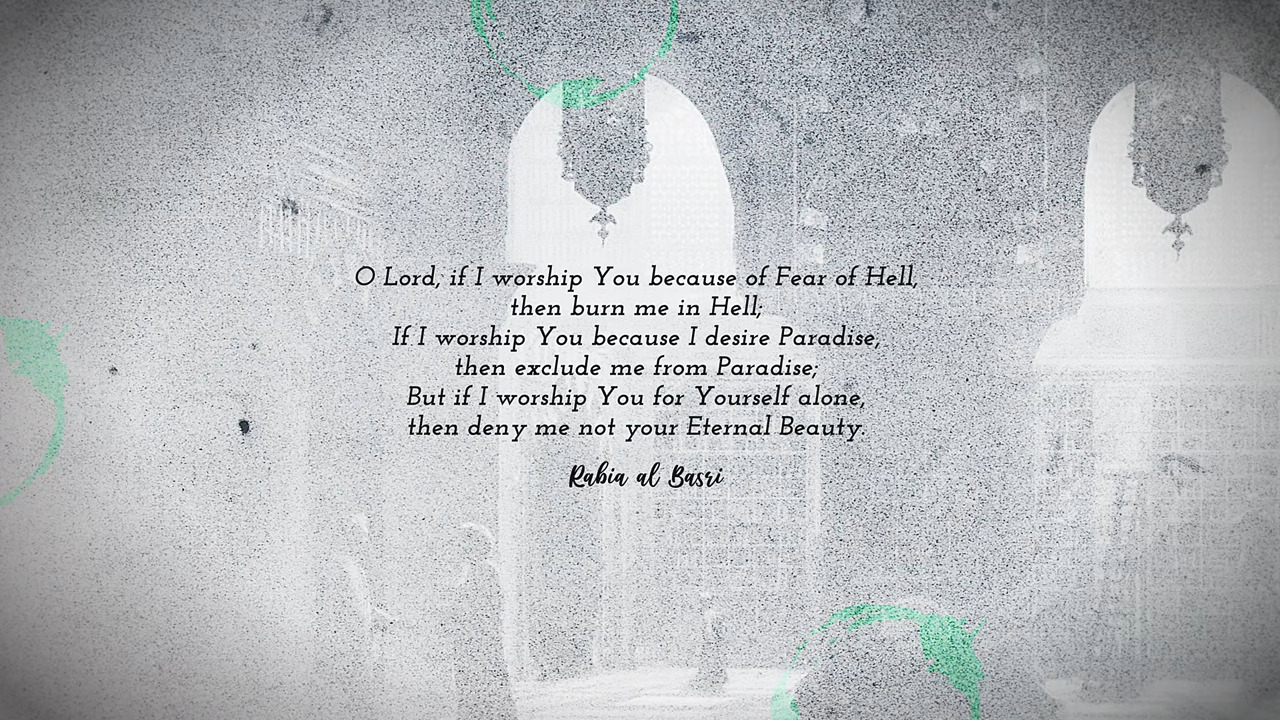 O Lord, if I worship You because of Fear of Hell,
then burn me in Hell;
If I worship You because I desire Paradise,
then exclude me from Paradise;
But if I worship You for Yourself alone,
then deny me not your Eternal Beauty.
Rabia al Basri